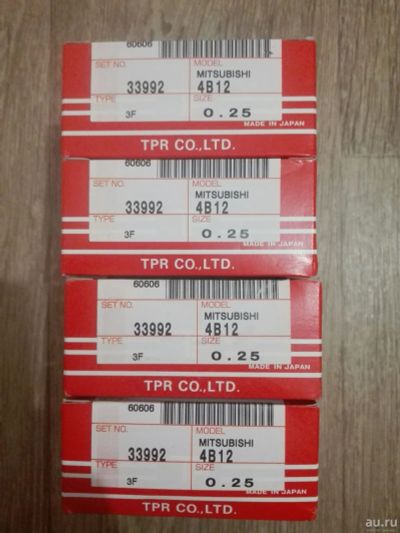 60606
SET NO.
MODEL
MITSUBISHI
33992
4B12
TYPE
SIZE
3F
0.25
MADE IN JAPAN
TPR CO.,LTD.
60606
SET NO.
MODEL
MITSUBISHI
33992
4B12
TYPE
SIZE
3F
0.25
MADE IN JAPAN
TPR CO.,LTD.
60606
SET NO.
MODEL
MITSUBISHI
33992
4B12
TYPE
SIZE
3F
0.25
MADE IN JAPAN
TPR CO.,LTD.
60606
SET NO.
MODEL
MITSUBISHI
33992
4B12
TYPE
SIZE
3F
0.25
MADE IN JAPAN
TPR CO.,LTD.
au.ru